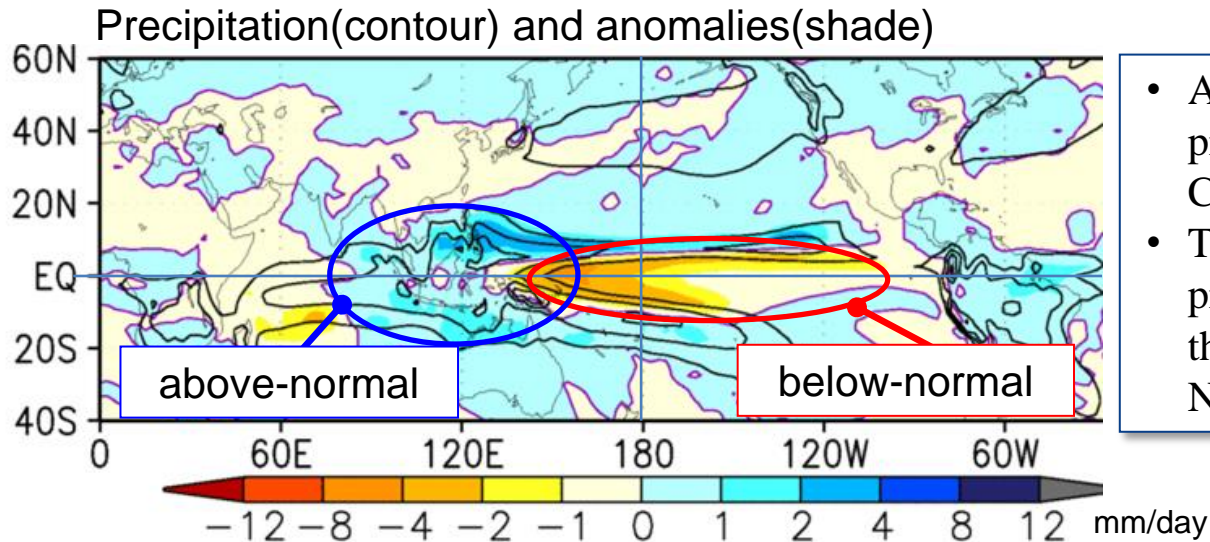 Precipitation(contour) and anomalies(shade)
60N
40N
20N
EQ
20S
40S
above-normal
below-normal
0 60E 120E 180 120W 60W
−12 −8 −4 −2 −1 0 1 2 4 8 12 mm/day
• A
• T
N